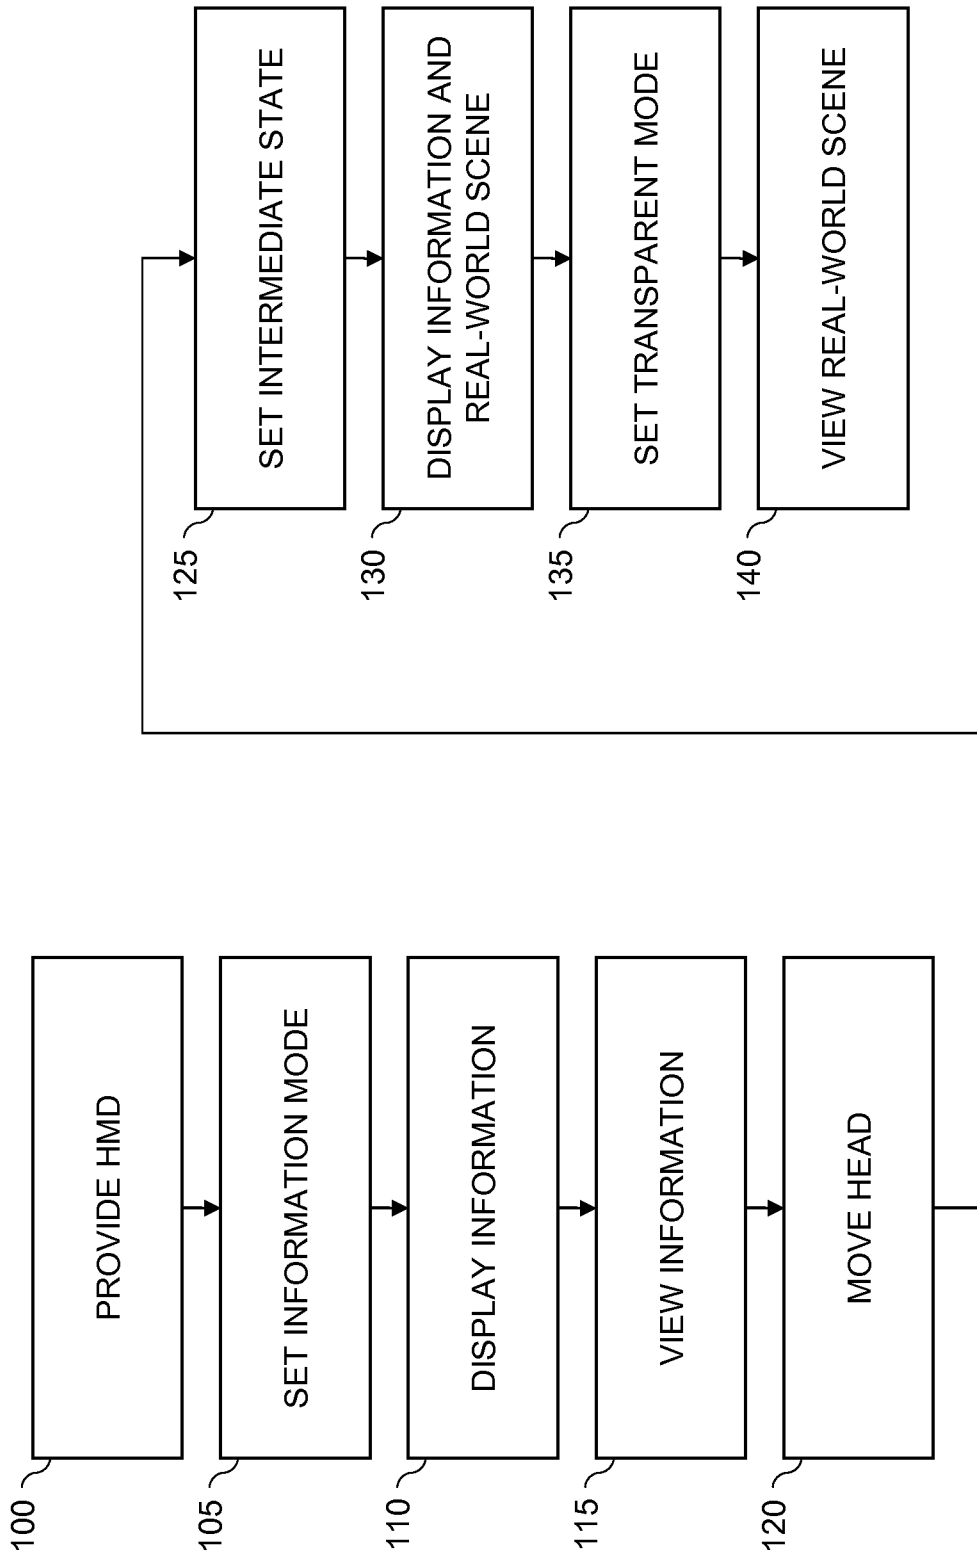 100
PROVIDE HMD
105
SET INFORMATION MODE
110
DISPLAY INFORMATION
115
VIEW INFORMATION
120
MOVE HEAD
125
SET INTERMEDIATE STATE
130
DISPLAY INFORMATION AND
REAL-WORLD SCENE
135
SET TRANSPARENT MODE
140
VIEW REAL-WORLD SCENE